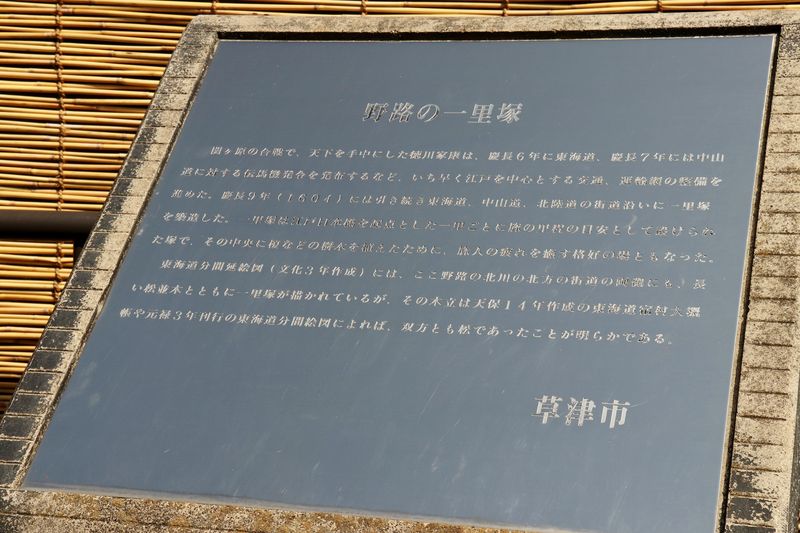 野路の一里塚
関ヶ原の合戦で、天下を手中にした徳川家康は、慶長6年に東海道、慶長7年には中山
道に対する伝馬機発令を発布するなど、いち早く江戸を中心とする交通、運輸網の整備を
進めた。慶長9年(1604)には引き続き東海道、中山道、北陸道の街道沿いに一里塚
を築造した。一里塚は江戸日本橋を起点とした一里ごとに旅の里程の目安として設けられ
た塚で、その中央に榎などの樹木を植えたために、旅人の疲れを癒す格好の場ともなった。
東海道分間延絵図(文化3年作成)には、ここ野路の北川の北方の街道の両側にも、長
い松並木とともに一里塚が描かれているが、その木立は天保14年作成の東海道宿村大概
帳や元禄3年刊行の東海道分間絵図によれば、双方とも松であったことが明らかである。
草津市